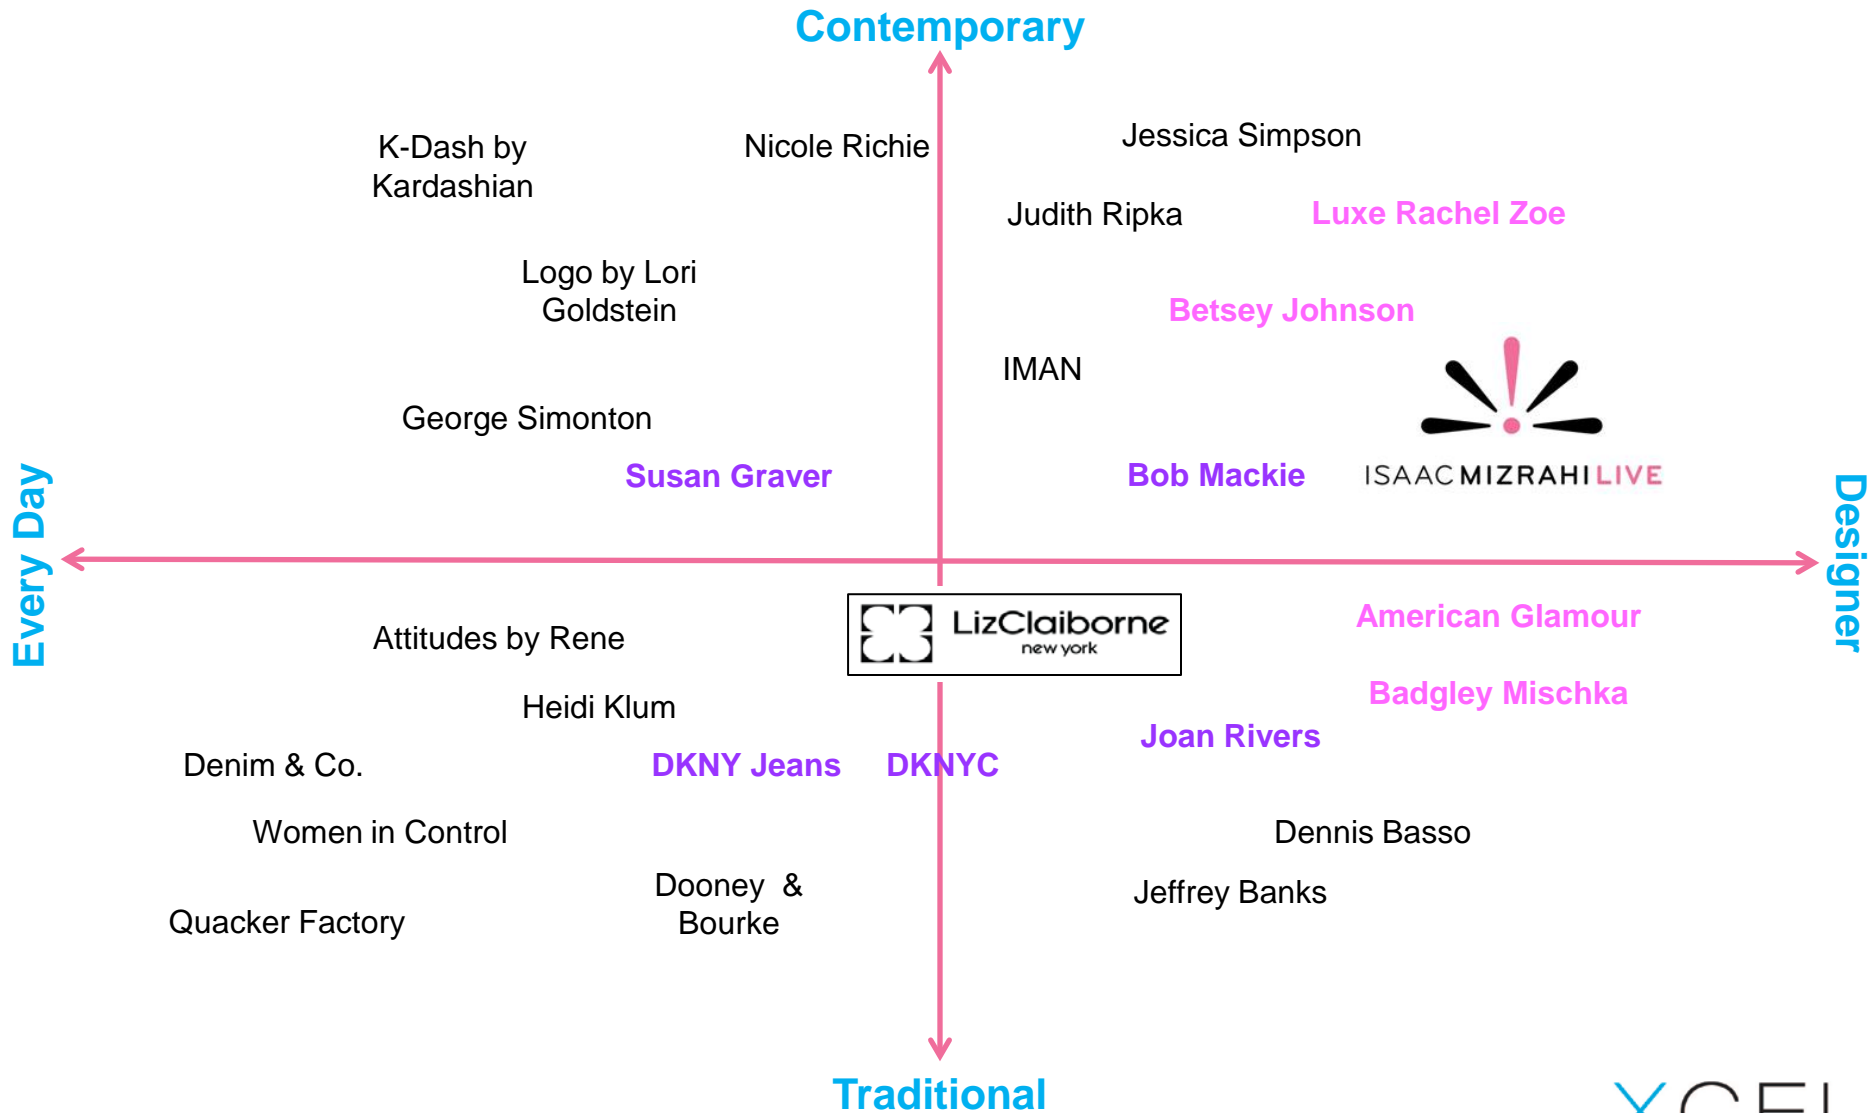 Contemporary
K-Dash by
Kardashian
Nicole Richie
Jessica Simpson
Judith Ripka
Luxe Rachel Zoe
Logo by Lori
Goldstein
Betsey Johnson
IMAN
George Simonton
Susan Graver
Bob Mackie
ISAACMIZRAHILIVE
Every Day
Designer
LizClaiborne
new york
American Glamour
Attitudes by Rene
Badgley Mischka
Heidi Klum
Joan Rivers
Denim & Co.
DKNY Jeans
DKNYC
Women in Control
Dennis Basso
Dooney & 
Bourke
Jeffrey Banks
Quacker Factory
Traditional